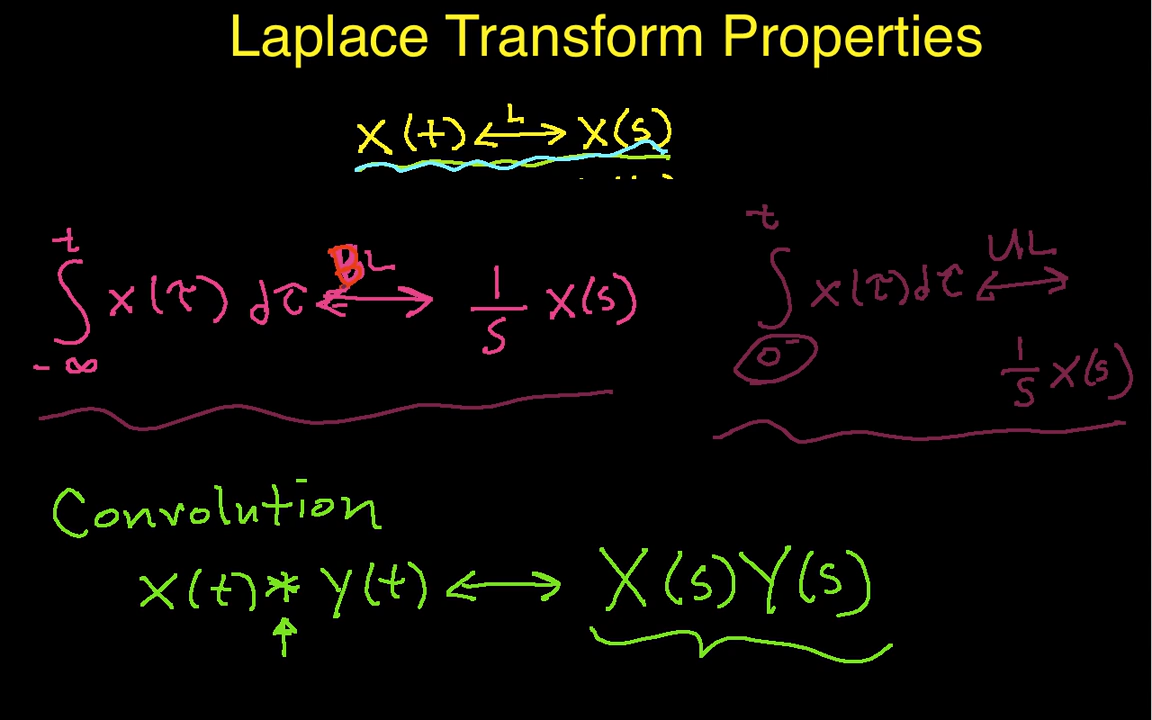 Laplace Transform Properties
x(t) ⟷ᴸ X(s)
∫_{-∞}^{t} x(τ) dτ ⟷^{BL} 1/s X(s)
∫_{0⁻}^{t} x(τ)dτ ⟷^{UL} 1/s X(s)
Convolution
x(t) * y(t) ⟷ X(s)Y(s)